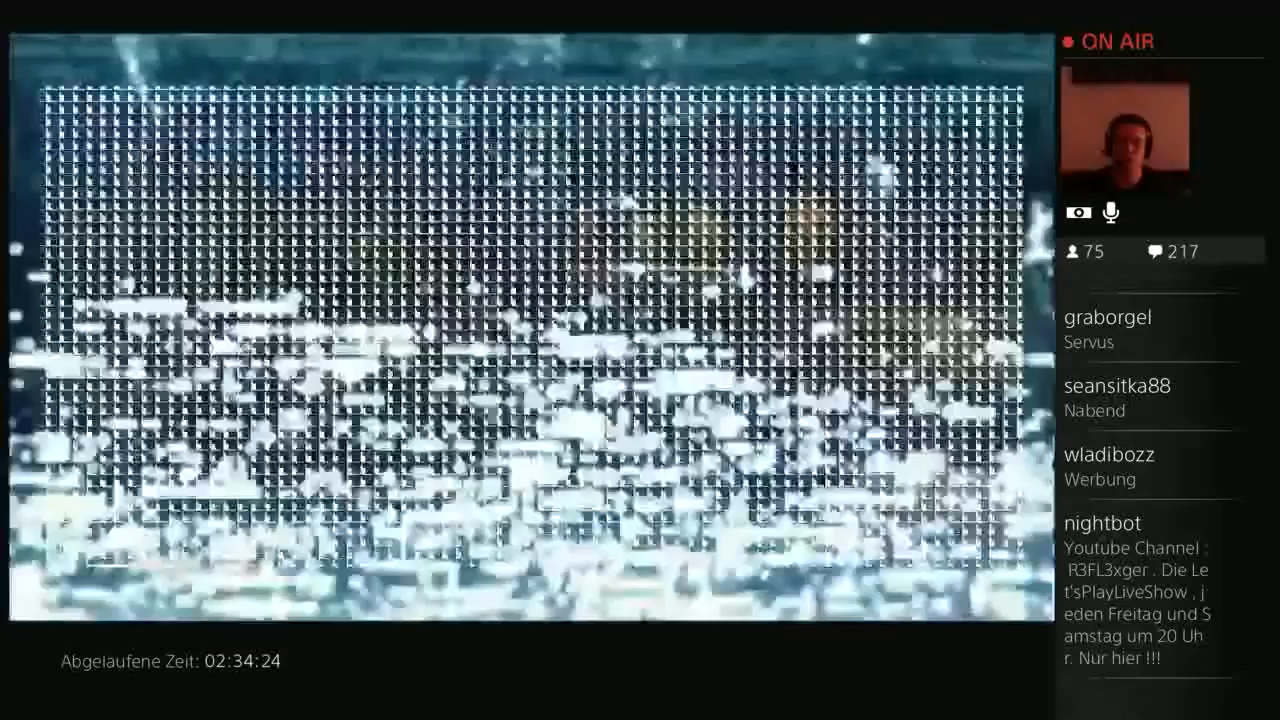 ON AIR
75 217
graborgel
Servus
seansitka88
Nabend
wladibozz
Werbung
nightbot
Youtube Channel :
R3FL3xger . Die Le
t'sPlayLiveShow , j
eden Freitag und S
amstag um 20 Uh
r. Nur hier !!!
Abgelaufene Zeit: 02:34:24